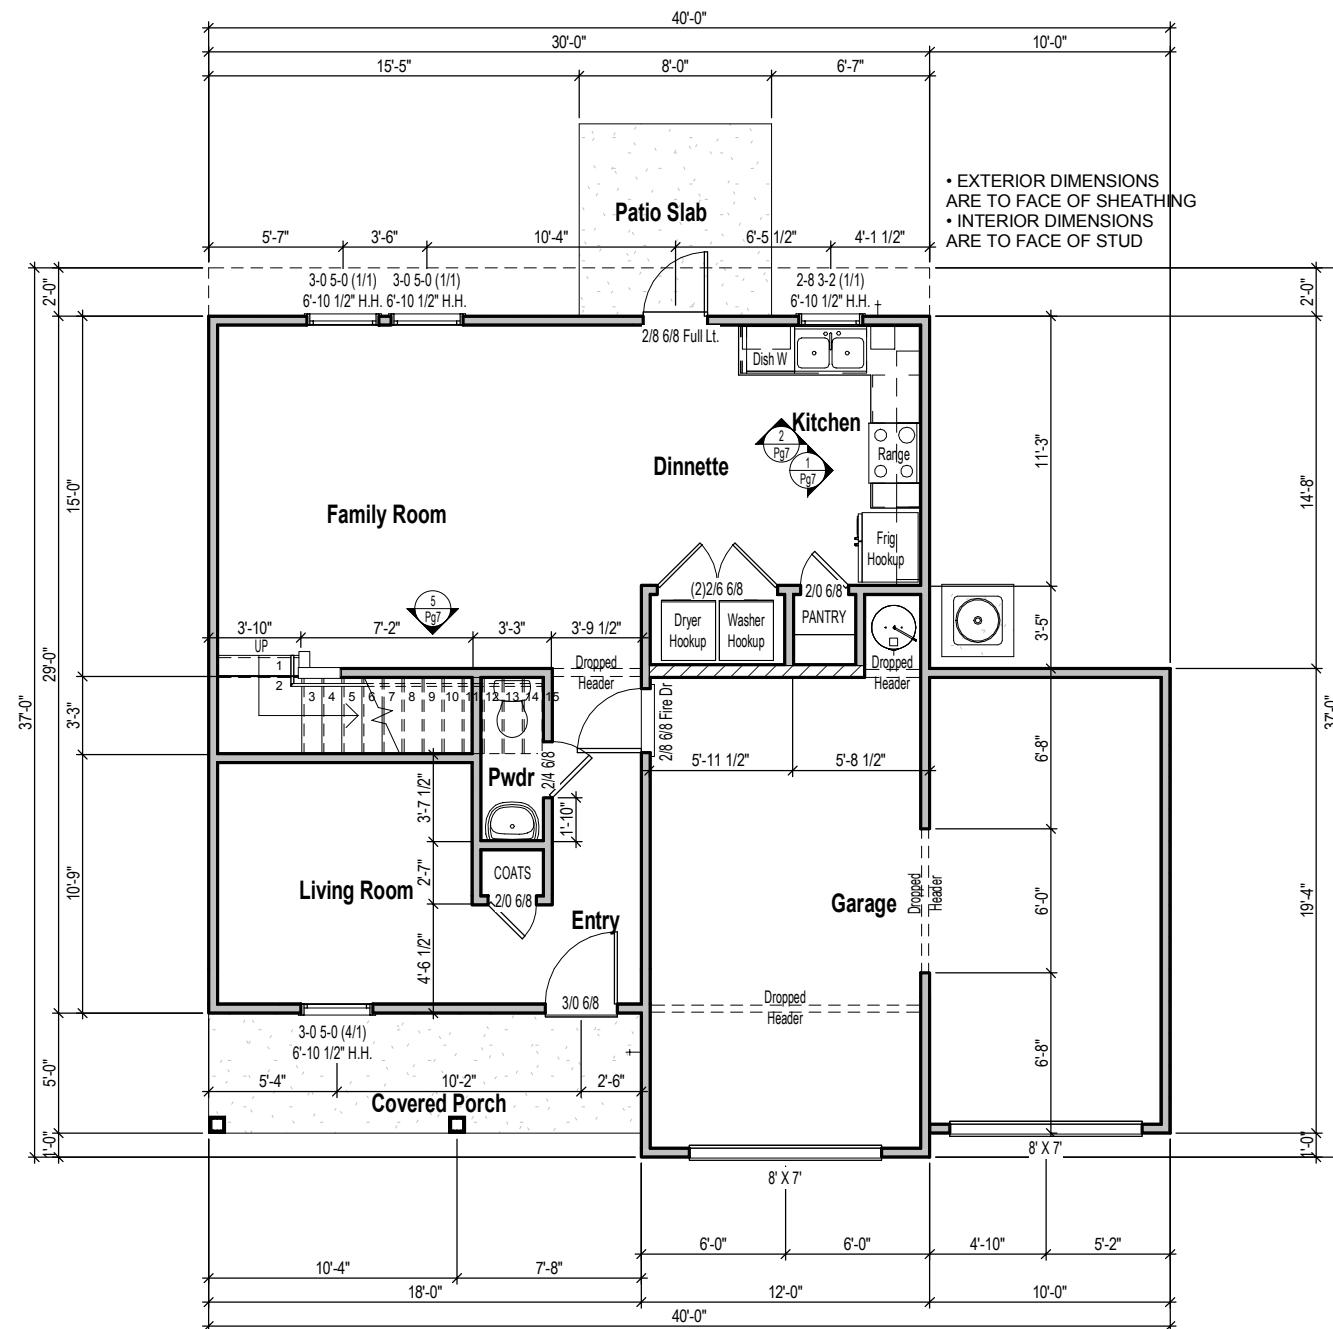 40'-0"
30'-0"
10'-0"
15'-5"
8'-0"
6'-7"
• EXTERIOR DIMENSIONS
ARE TO FACE OF SHEATHING
• INTERIOR DIMENSIONS
ARE TO FACE OF STUD
Patio Slab
5'-7"
3'-6"
10'-4"
6'-5 1/2"
4'-1 1/2"
3-0 5-0 (1/1)
6'-10 1/2" H.H.
3-0 5-0 (1/1)
6'-10 1/2" H.H.
2-8 3-2 (1/1)
6'-10 1/2" H.H.
2'-0"
2'-0"
2/8 6/8 Full Lt.
Dish W
Kitchen
2
Pg7
1
Pg7
Range
Dinnette
Family Room
Frig
Hookup
15'-0"
11'-3"
14'-8"
(2)2/6 6/8
2/0 6/8
Dryer
Hookup
Washer
Hookup
PANTRY
5
Pg7
3'-10"
7'-2"
3'-3"
3'-9 1/2"
3'-5"
UP
1
2
3 4 5 6 7 8 9 10 11 12 13 14 15
Dropped
Header
Dropped
Header
29'-0"
37'-0"
3'-3"
37'-0"
2/8 6/8 Fire Dr
2/4 6/8
5'-11 1/2"
5'-8 1/2"
6'-8"
Pwdr
3'-7 1/2"
1'-10"
COATS
2/0 6/8
2'-7"
10'-9"
Living Room
Entry
Garage
Dropped
Header
6'-0"
19'-4"
4'-6 1/2"
3/0 6/8
Dropped
Header
3-0 5-0 (4/1)
6'-10 1/2" H.H.
6'-8"
5'-0"
5'-4"
10'-2"
2'-6"
Covered Porch
1'-0"
1'-0"
8' X 7'
8' X 7'
6'-0"
6'-0"
4'-10"
5'-2"
10'-4"
7'-8"
18'-0"
12'-0"
10'-0"
40'-0"